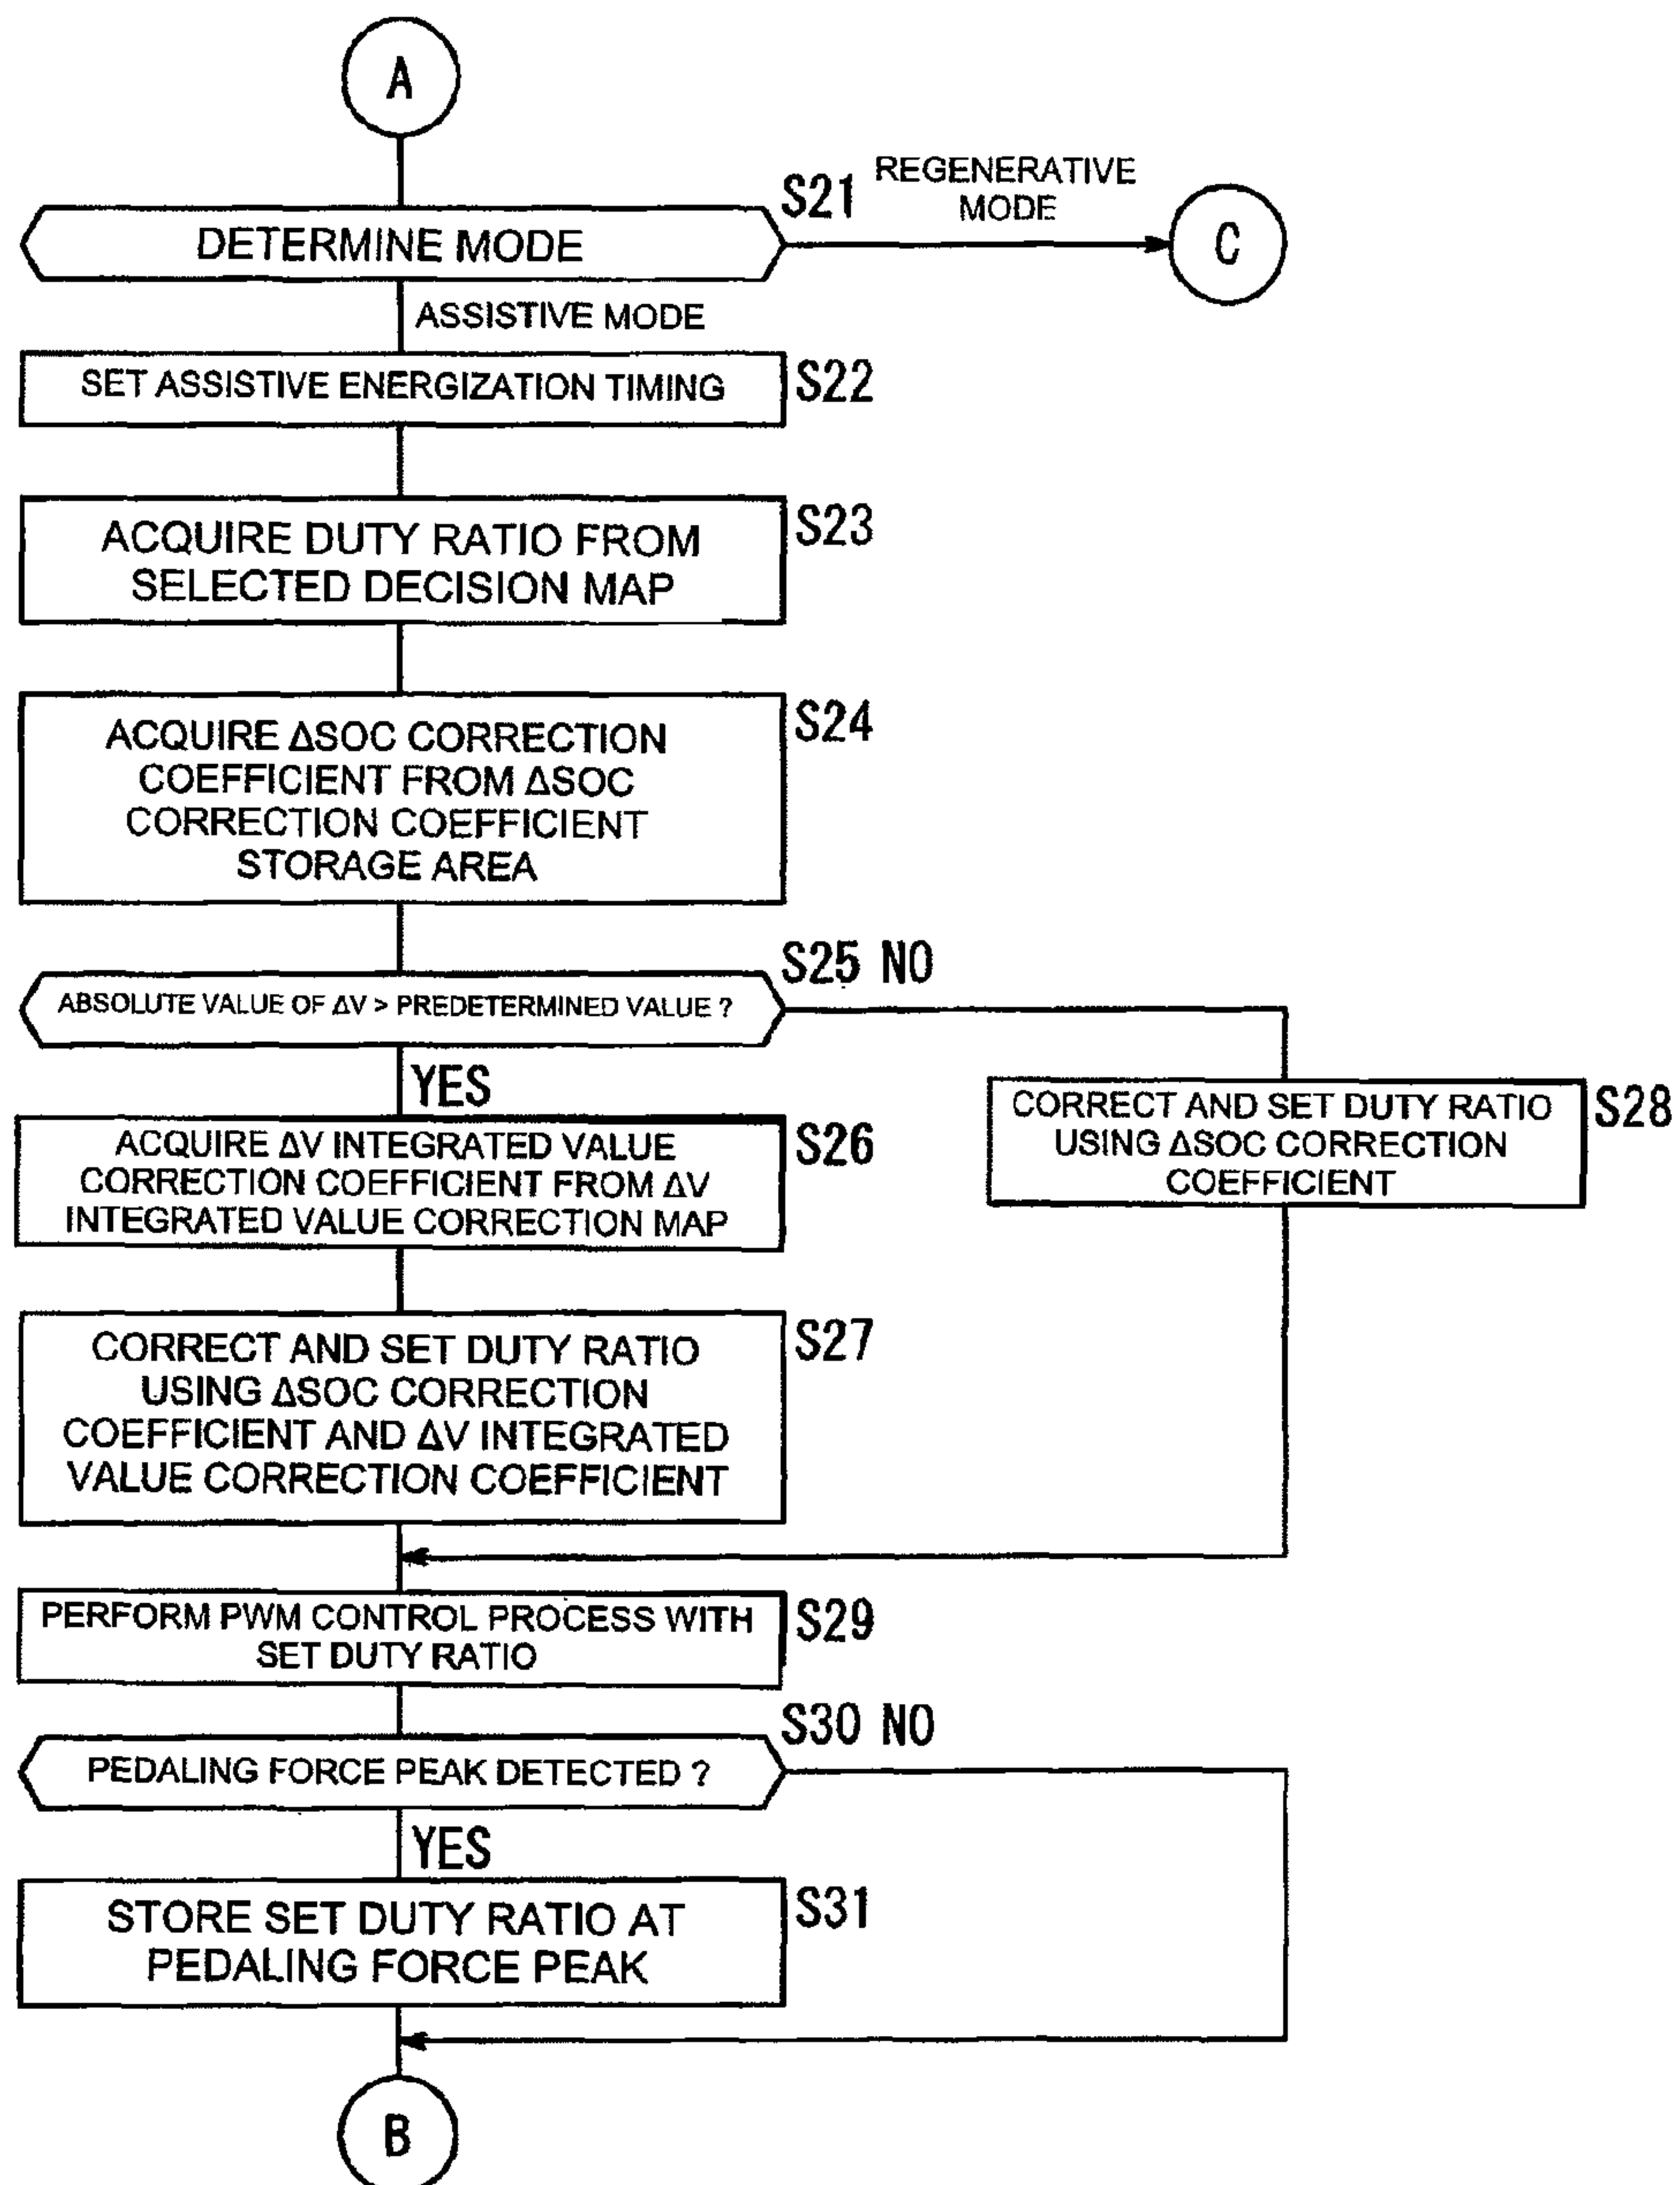 A
S21
REGENERATIVE
MODE
DETERMINE MODE
C
ASSISTIVE MODE
SET ASSISTIVE ENERGIZATION TIMING
S22
ACQUIRE DUTY RATIO FROM
SELECTED DECISION MAP
S23
ACQUIRE ΔSOC CORRECTION
COEFFICIENT FROM ΔSOC
CORRECTION COEFFICIENT
STORAGE AREA
S24
S25 NO
ABSOLUTE VALUE OF ΔV > PREDETERMINED VALUE ?
YES
ACQUIRE ΔV INTEGRATED VALUE
CORRECTION COEFFICIENT FROM ΔV
INTEGRATED VALUE CORRECTION MAP
S26
CORRECT AND SET DUTY RATIO
USING ΔSOC CORRECTION
COEFFICIENT
S28
CORRECT AND SET DUTY RATIO
USING ΔSOC CORRECTION
COEFFICIENT AND ΔV INTEGRATED
VALUE CORRECTION COEFFICIENT
S27
PERFORM PWM CONTROL PROCESS WITH
SET DUTY RATIO
S29
S30 NO
PEDALING FORCE PEAK DETECTED ?
YES
STORE SET DUTY RATIO AT
PEDALING FORCE PEAK
S31
B